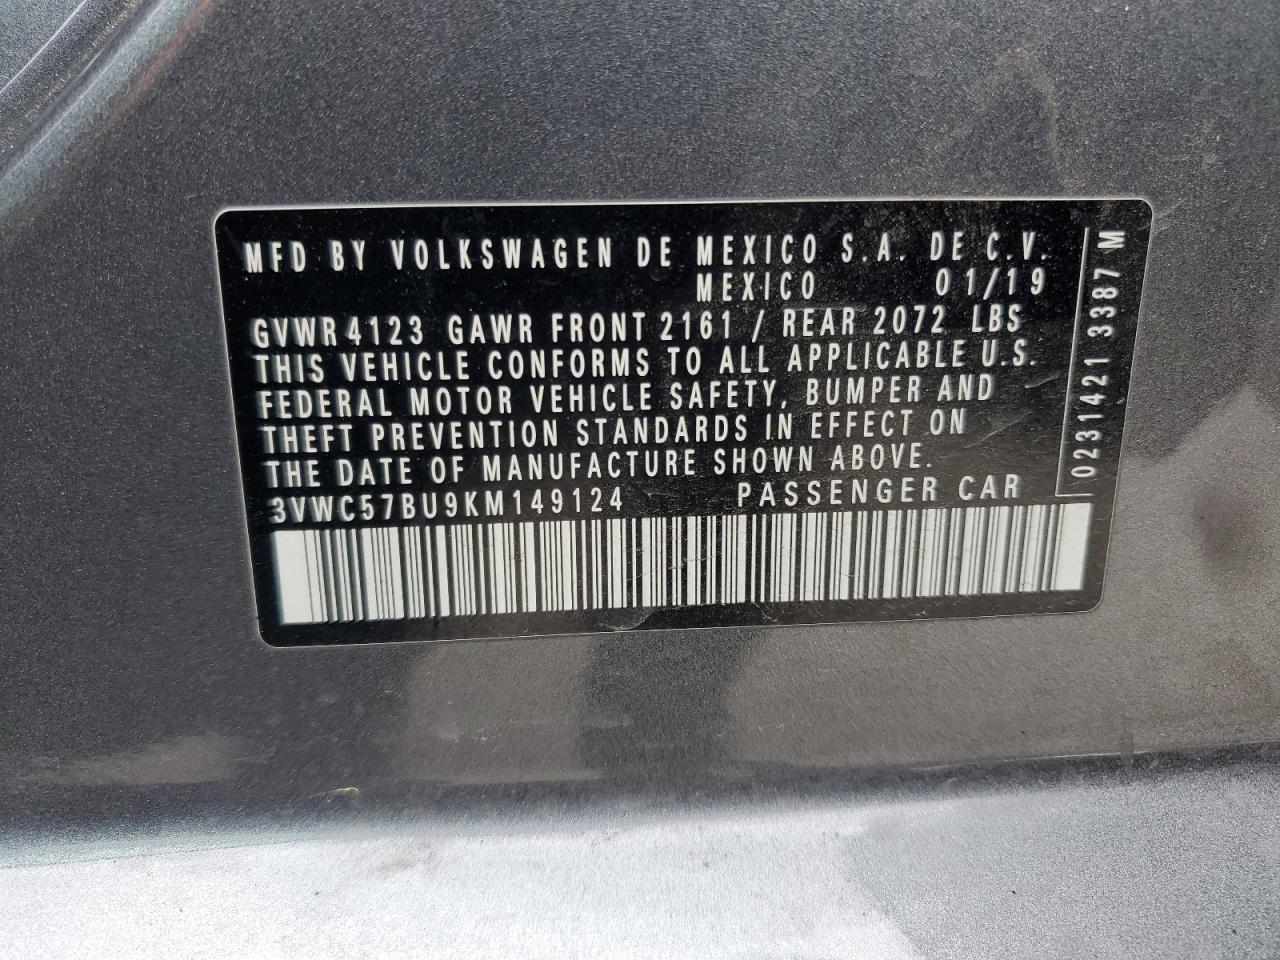 MFD BY VOLKSWAGEN DE MEXICO S.A. DE C.V.
MEXICO 01/19
GVWR 4123 GAWR FRONT 2161 / REAR 2072 LBS
THIS VEHICLE CONFORMS TO ALL APPLICABLE U.S.
FEDERAL MOTOR VEHICLE SAFETY, BUMPER AND
THEFT PREVENTION STANDARDS IN EFFECT ON
THE DATE OF MANUFACTURE SHOWN ABOVE.
3VWC57BU9KM149124 PASSENGER CAR
0231421 3387 M